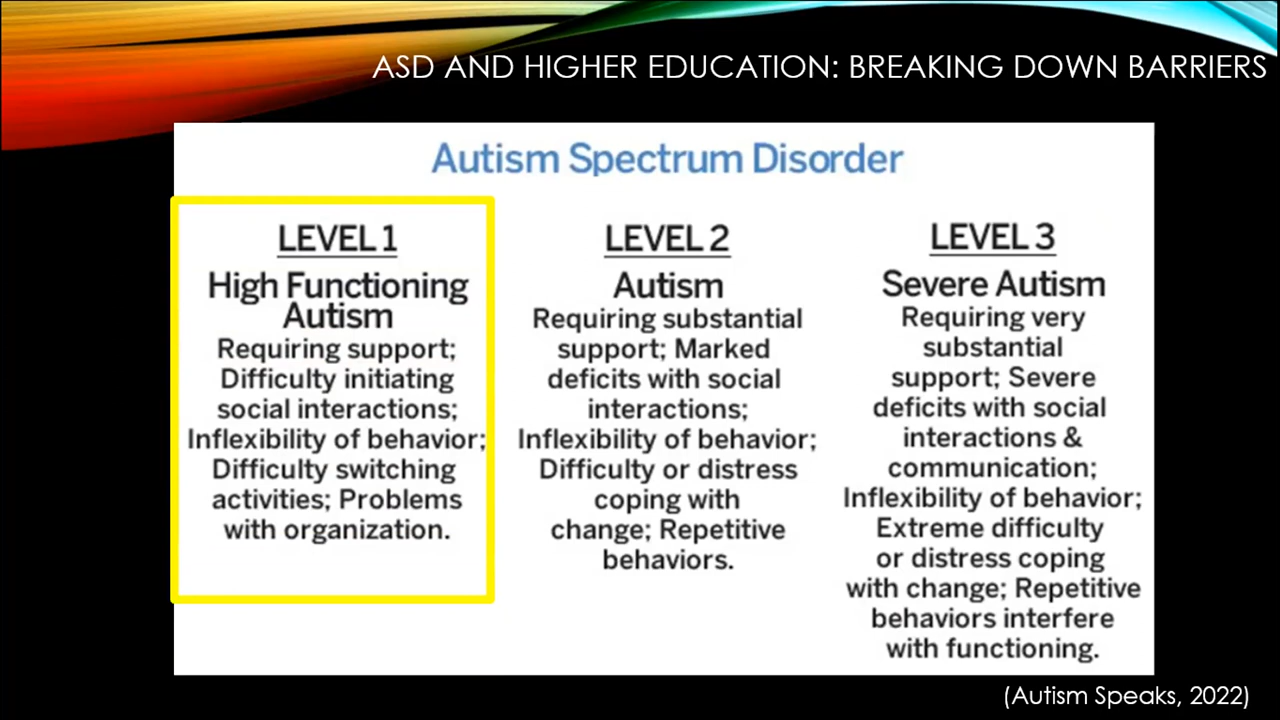 ASD AND HIGHER EDUCATION: BREAKING DOWN BARRIERS
Autism Spectrum Disorder
LEVEL 1
High Functioning
Autism
Requiring support;
Difficulty initiating
social interactions;
Inflexibility of behavior;
Difficulty switching
activities; Problems
with organization.
LEVEL 2
Autism
Requiring substantial
support; Marked
deficits with social
interactions;
Inflexibility of behavior;
Difficulty or distress
coping with
change; Repetitive
behaviors.
LEVEL 3
Severe Autism
Requiring very
substantial
support; Severe
deficits with social
interactions &
communication;
Inflexibility of behavior;
Extreme difficulty
or distress coping
with change; Repetitive
behaviors interfere
with functioning.
(Autism Speaks, 2022)